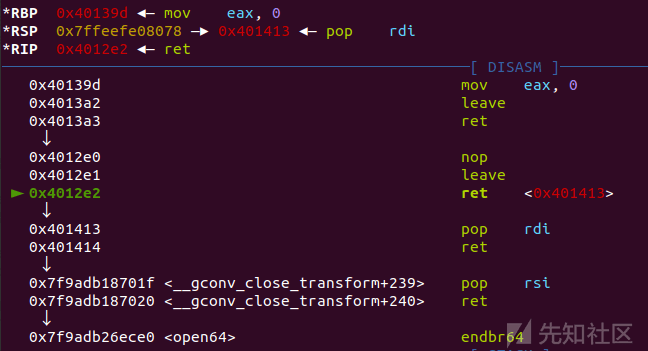 *RBP  0x40139d ◂— mov    eax, 0
*RSP  0x7ffeefe08078 —▸ 0x401413 ◂— pop    rdi
*RIP  0x4012e2 ◂— ret
[ DISASM ]
0x40139d mov eax, 0
0x4013a2 leave
0x4013a3 ret
↓
0x4012e0 nop
0x4012e1 leave
► 0x4012e2 ret <0x401413>
↓
0x401413 pop rdi
0x401414 ret
↓
0x7f9adb18701f <__gconv_close_transform+239> pop rsi
0x7f9adb187020 <__gconv_close_transform+240> ret
↓
0x7f9adb26ece0 <open64> endbr64
先知社区